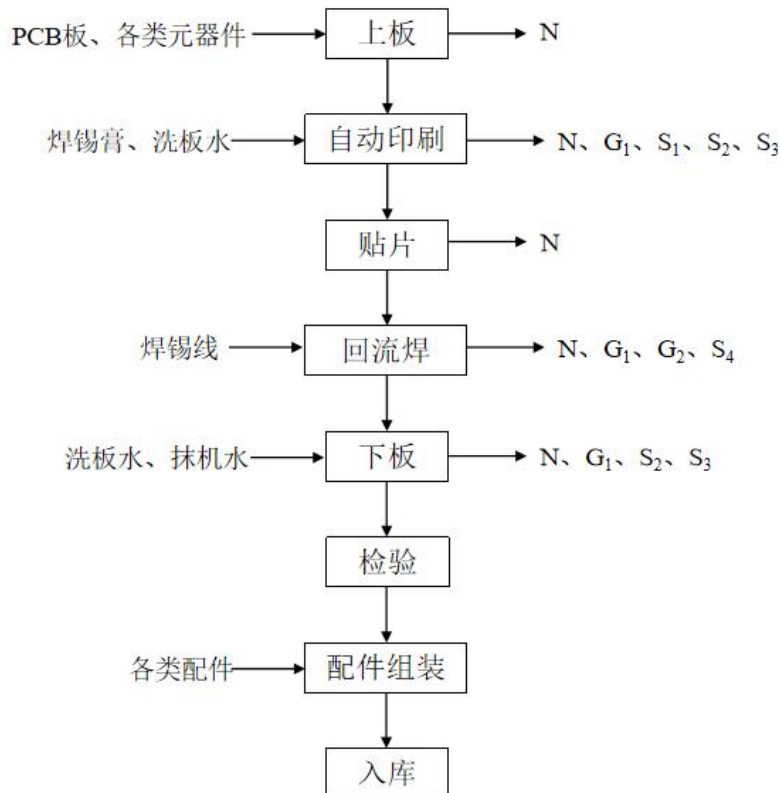 PCB板、各类元器件 上板 N
焊锡膏、洗板水 自动印刷 N、G₁、S₁、S₂、S₃
贴片 N
焊锡线 回流焊 N、G₁、G₂、S₄
洗板水、抹机水 下板 N、G₁、S₂、S₃
检验
各类配件 配件组装
入库